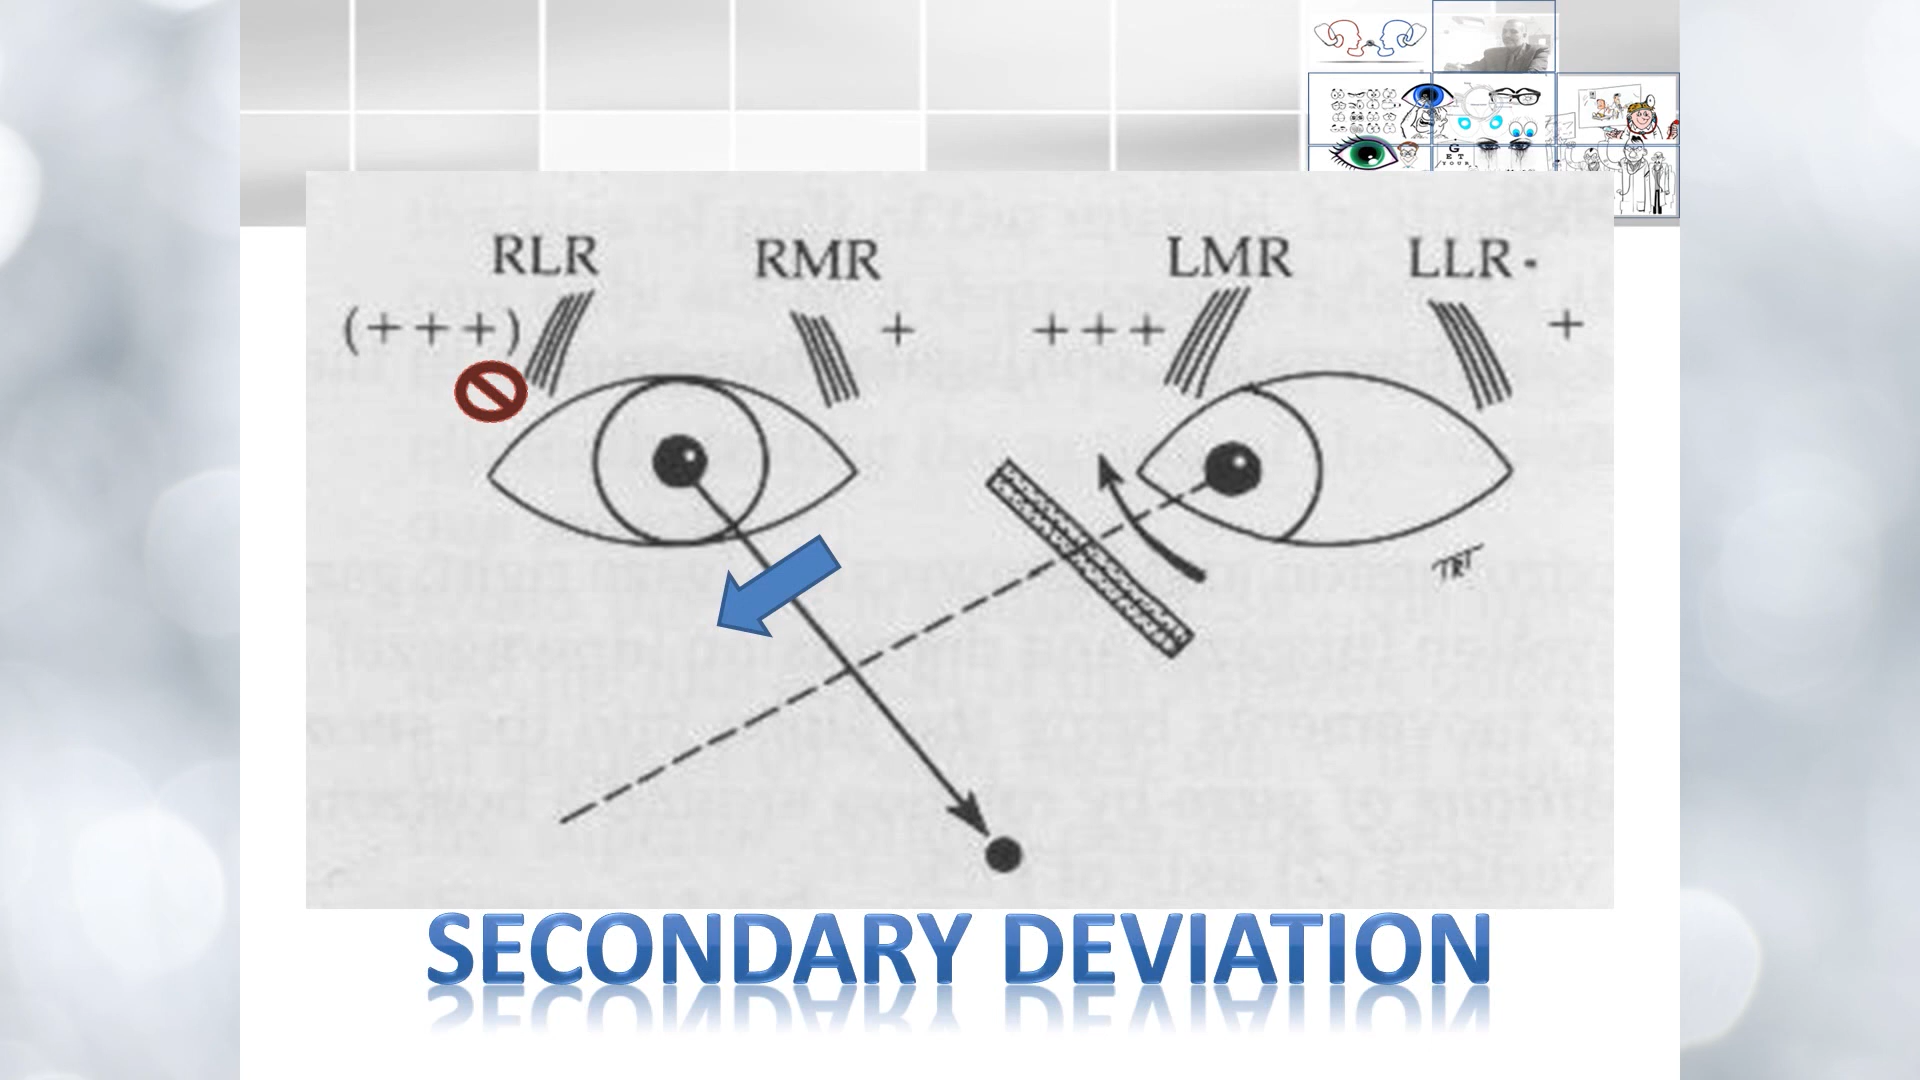 G
E T
Y O U R
RLR RMR LMR LLR-
(+++) + +++ +
TRT
SECONDARY DEVIATION